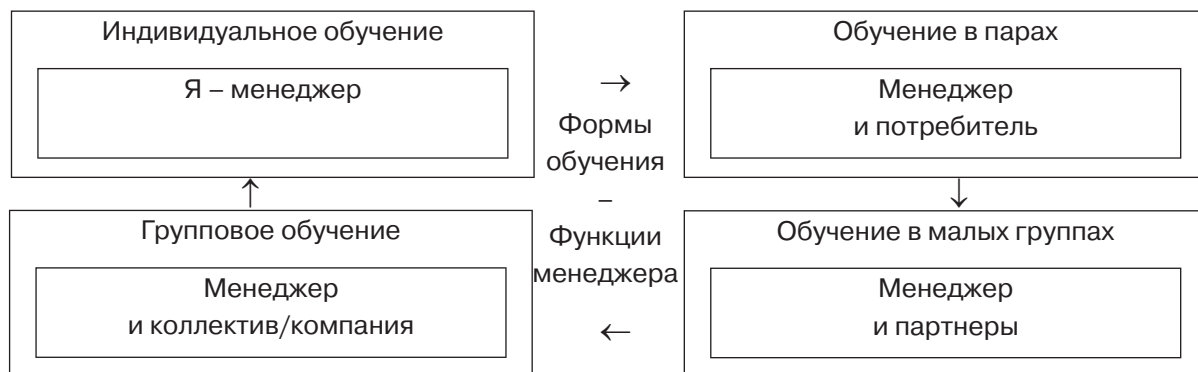 Индивидуальное обучение
Я – менеджер
→
Формы
обучения
–
Функции
менеджера
←
Обучение в парах
Менеджер
и потребитель
↑
↓
Групповое обучение
Менеджер
и коллектив/компания
Обучение в малых группах
Менеджер
и партнеры